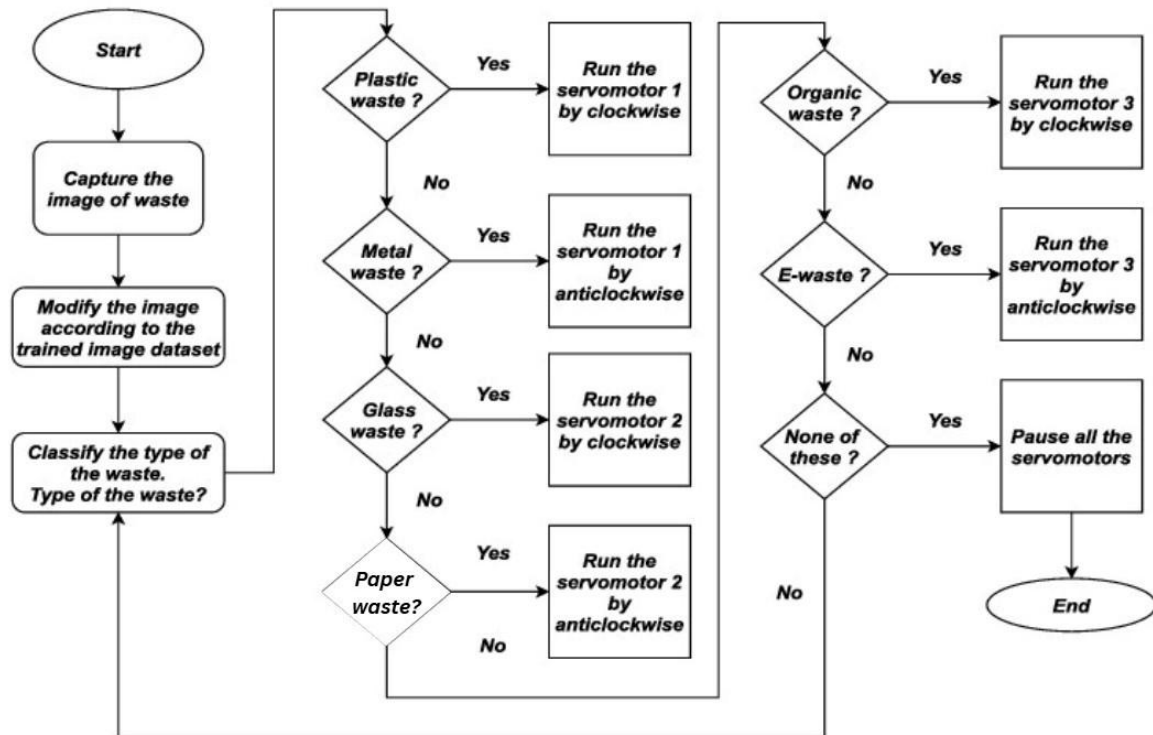 Start
Capture the
image of waste
Modify the image
according to the
trained image dataset
Classify the type of
the waste.
Type of the waste?
Plastic
waste ?
Yes
Run the
servomotor 1
by clockwise
No
Metal
waste ?
Yes
Run the
servomotor 1
by
anticlockwise
No
Glass
waste ?
Yes
Run the
servomotor 2
by clockwise
No
Paper
waste?
Yes
Run the
servomotor 2
by
anticlockwise
No
Organic
waste ?
Yes
Run the
servomotor 3
by clockwise
No
E-waste ?
Yes
Run the
servomotor 3
by
anticlockwise
No
None of
these ?
Yes
Pause all the
servomotors
No
End